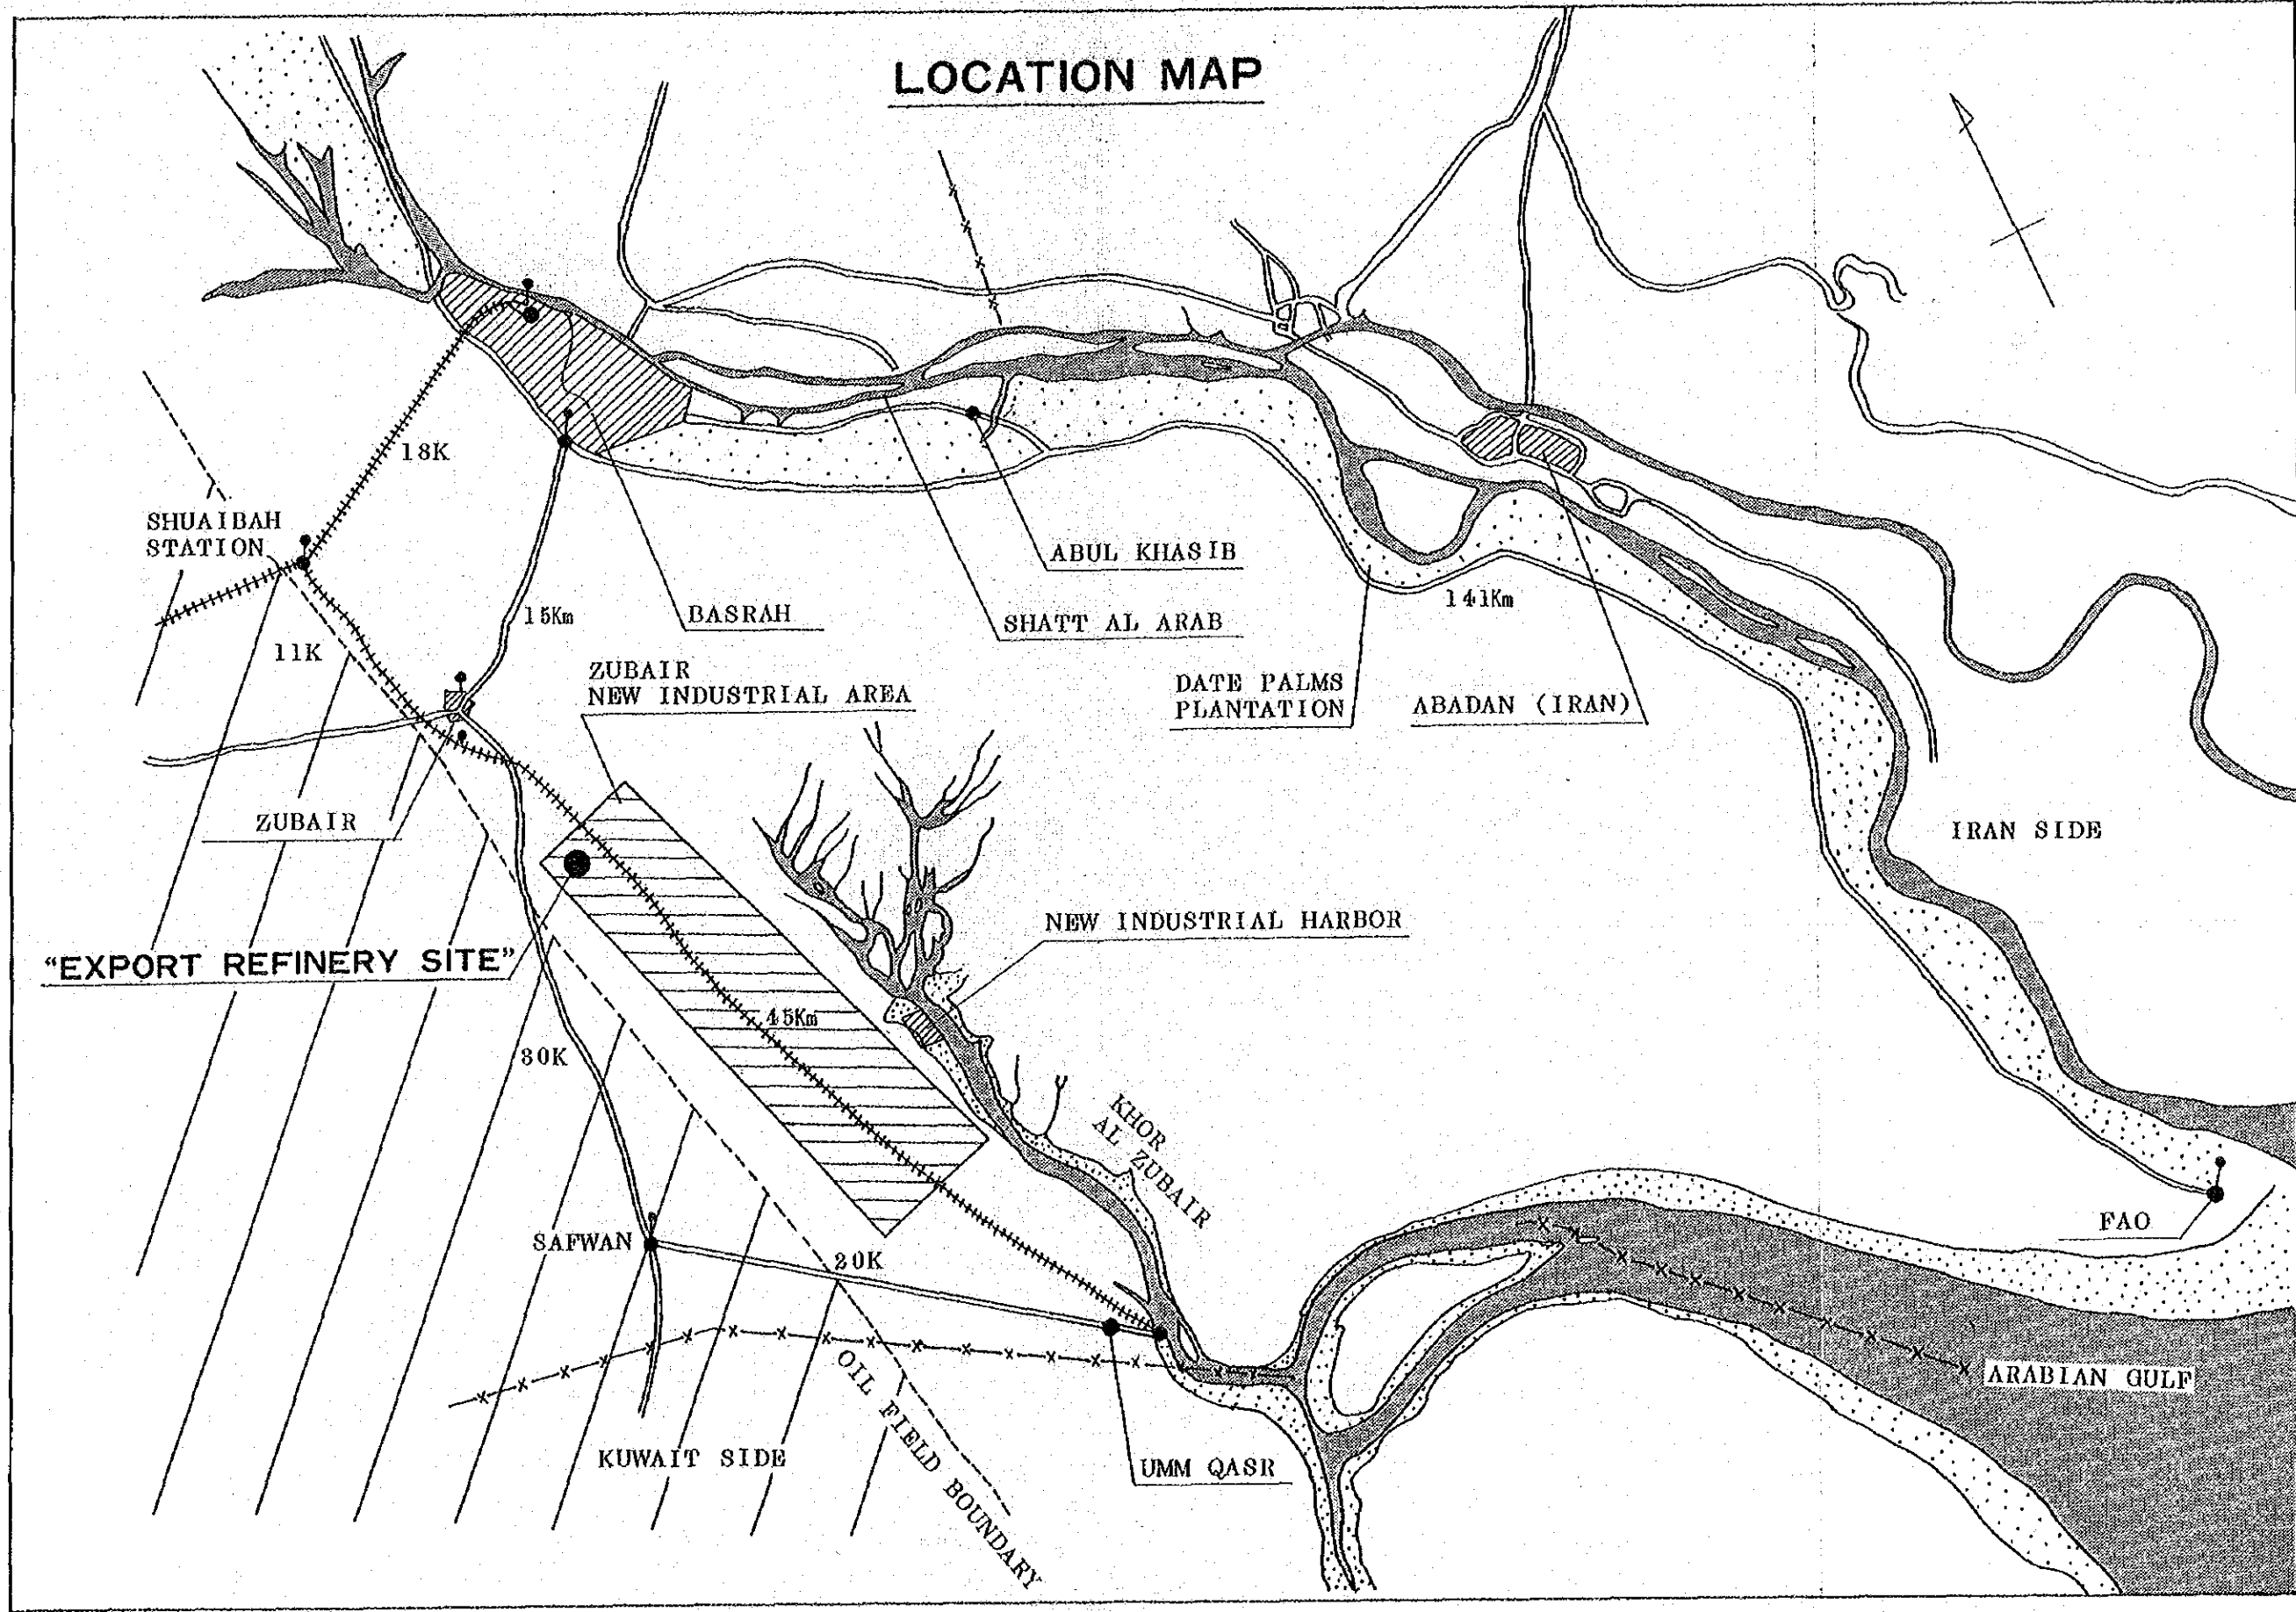 LOCATION MAP
18K
SHUAIBAH
STATION
ABUL KHASIB
15Km
BASRAH
SHATT AL ARAB
141Km
11K
ZUBAIR
NEW INDUSTRIAL AREA
DATE PALMS
PLANTATION
ABADAN (IRAN)
ZUBAIR
IRAN SIDE
NEW INDUSTRIAL HARBOR
"EXPORT REFINERY SITE"
45Km
30K
KHOR
AL ZUBAIR
SAFWAN
20K
FAO
ARABIAN GULF
OIL FIELD BOUNDARY
KUWAIT SIDE
UMM QASR